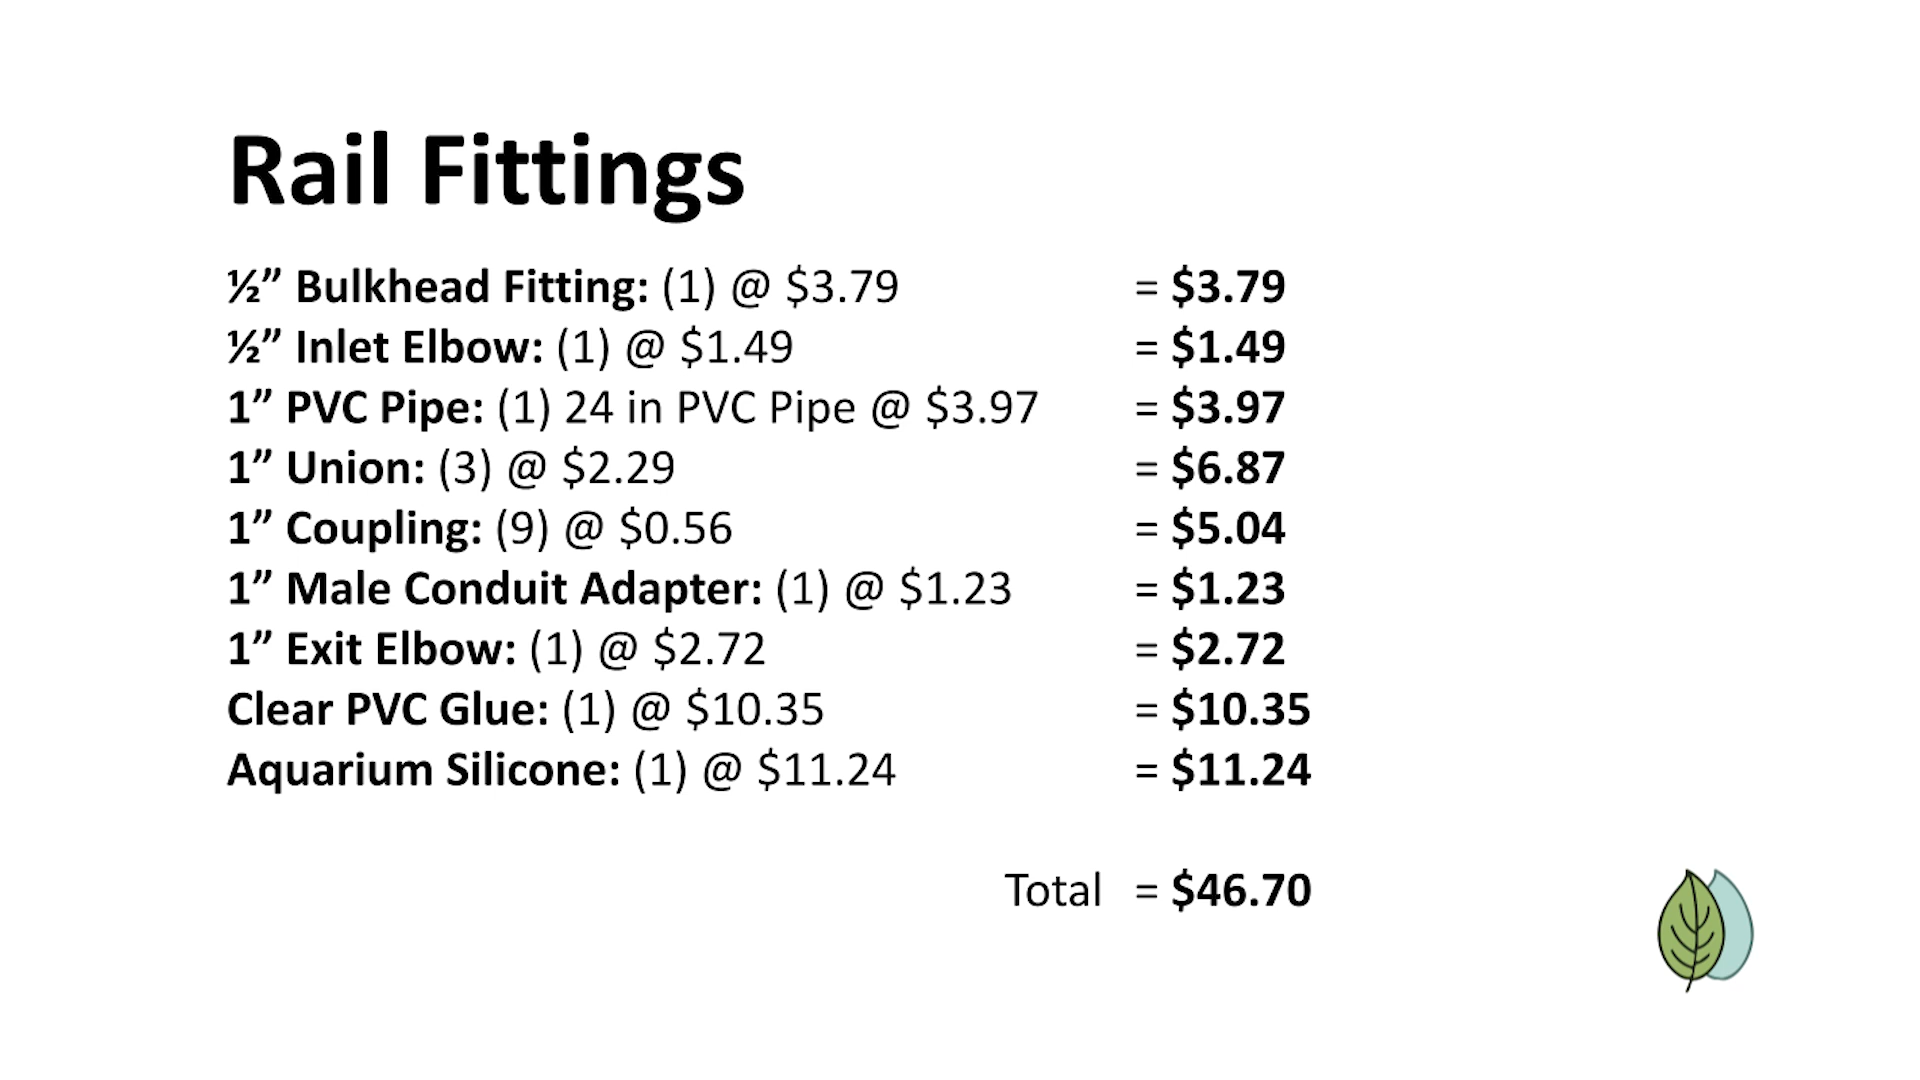 Rail Fittings
½” Bulkhead Fitting: (1) @ $3.79 = $3.79
½” Inlet Elbow: (1) @ $1.49 = $1.49
1” PVC Pipe: (1) 24 in PVC Pipe @ $3.97 = $3.97
1” Union: (3) @ $2.29 = $6.87
1” Coupling: (9) @ $0.56 = $5.04
1” Male Conduit Adapter: (1) @ $1.23 = $1.23
1” Exit Elbow: (1) @ $2.72 = $2.72
Clear PVC Glue: (1) @ $10.35 = $10.35
Aquarium Silicone: (1) @ $11.24 = $11.24
Total = $46.70